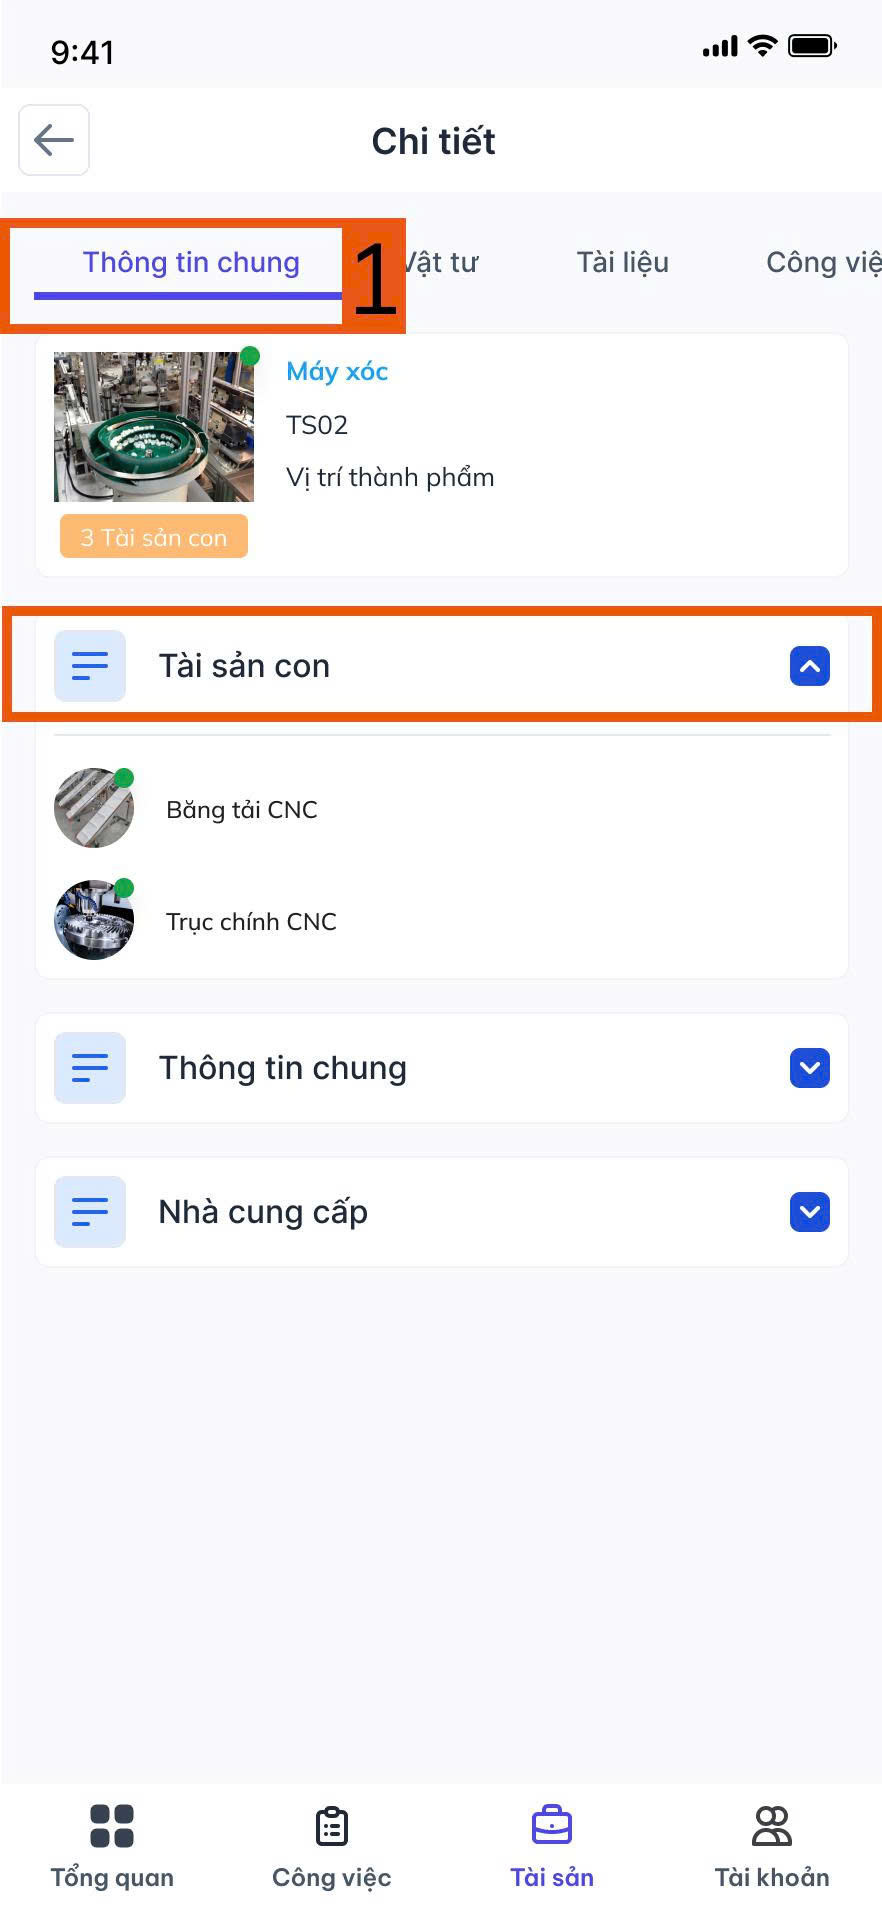 9:41
Chi tiết
Thông tin chung
1
Vật tư
Tài liệu
Công việ
Máy xóc
TS02
Vị trí thành phẩm
3 Tài sản con
Tài sản con
Băng tải CNC
Trục chính CNC
Thông tin chung
Nhà cung cấp
Tổng quan
Công việc
Tài sản
Tài khoản